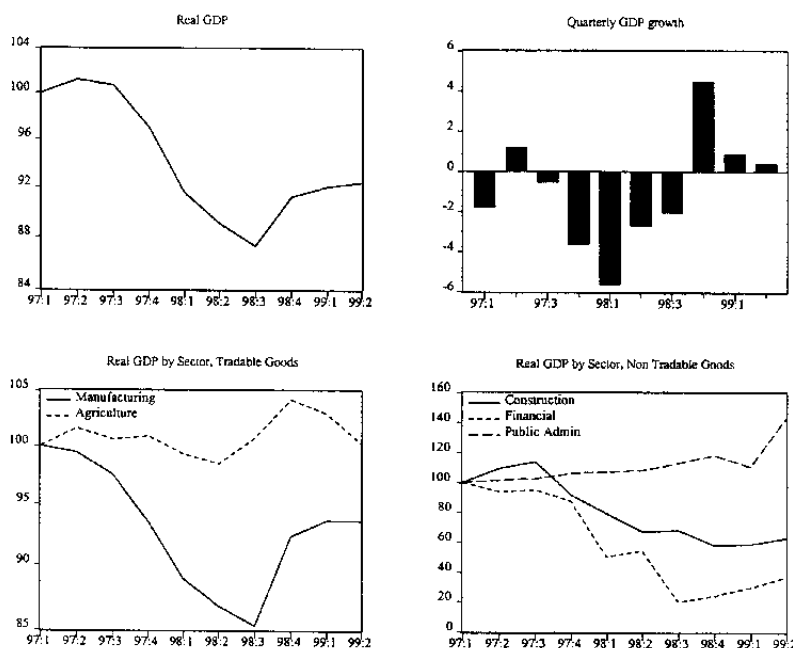 Real GDP
104
100
96
92
88
84
97:1 97:2 97:3 97:4 98:1 98:2 98:3 98:4 99:1 99:2
Quarterly GDP growth
6
4
2
0
-2
-4
-6
97:1 97:3 98:1 98:3 99:1
Real GDP by Sector, Tradable Goods
105
100
95
90
85
Manufacturing
Agriculture
97:1 97:2 97:3 97:4 98:1 98:2 98:3 98:4 99:1 99:2
Real GDP by Sector, Non Tradable Goods
160
140
120
100
80
60
40
20
0
Construction
Financial
Public Admin
97:1 97:2 97:3 97:4 98:1 98:2 98:3 98:4 99:1 99:2